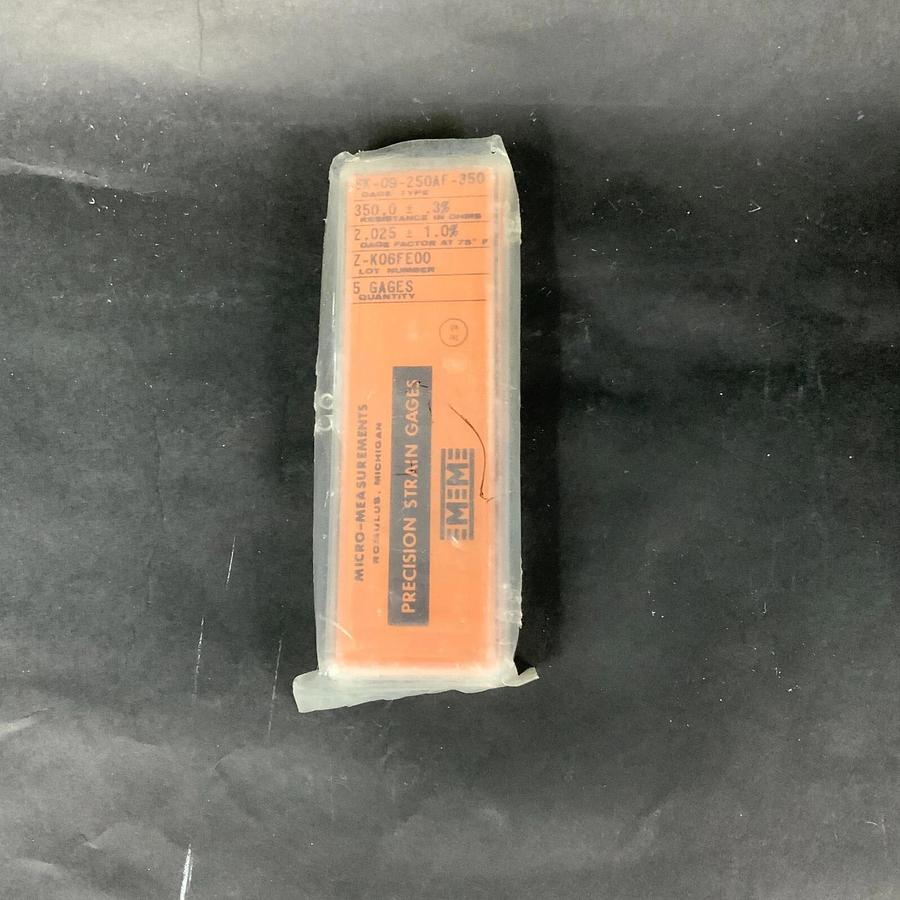 -09-250AF-350
GAGE TYPE
350.0 ± .3%
RESISTANCE IN OHMS
2.025 ± 1.0%
GAGE FACTOR AT 75° F
Z-K06FE00
LOT NUMBER
5 GAGES
QUANTITY
MICRO-MEASUREMENTS
ROMULUS, MICHIGAN
PRECISION STRAIN GAGES
MM